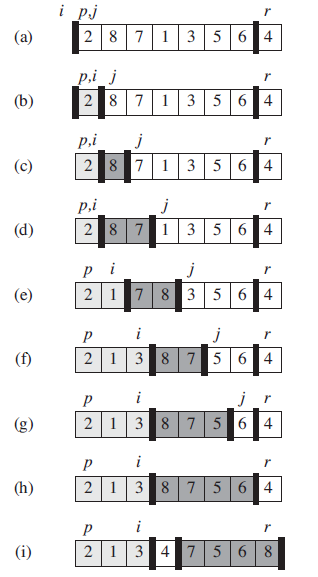 i p,j r
(a) 2 8 7 1 3 5 6 4
p,i j r
(b) 2 8 7 1 3 5 6 4
p,i j r
(c) 2 8 7 1 3 5 6 4
p,i j r
(d) 2 8 7 1 3 5 6 4
p i j r
(e) 2 1 7 8 3 5 6 4
p i j r
(f) 2 1 3 8 7 5 6 4
p i j r
(g) 2 1 3 8 7 5 6 4
p i r
(h) 2 1 3 8 7 5 6 4
p i r
(i) 2 1 3 4 7 5 6 8